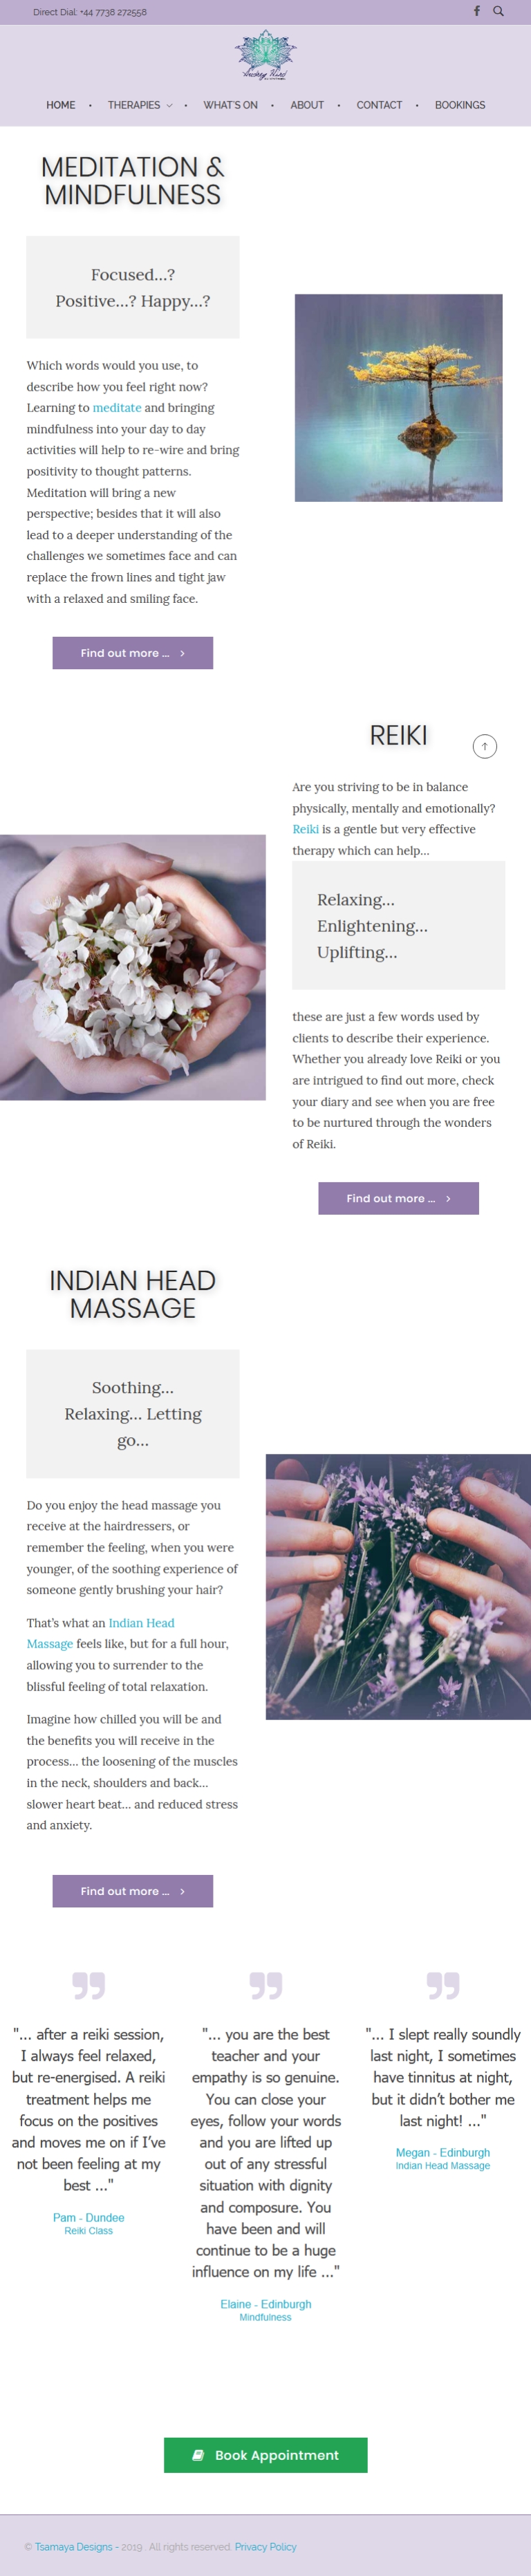 Direct Dial: +44 7738 272558
HOME • THERAPIES • WHAT'S ON • ABOUT • CONTACT • BOOKINGS
MEDITATION &
MINDFULNESS
Focused…?
Positive…? Happy…?
Which words would you use, to
describe how you feel right now?
Learning to meditate and bringing
mindfulness into your day to day
activities will help to re-wire and bring
positivity to thought patterns.
Meditation will bring a new
perspective; besides that it will also
lead to a deeper understanding of the
challenges we sometimes face and can
replace the frown lines and tight jaw
with a relaxed and smiling face.
Find out more ...
REIKI
Are you striving to be in balance
physically, mentally and emotionally?
Reiki is a gentle but very effective
therapy which can help…
Relaxing…
Enlightening…
Uplifting…
these are just a few words used by
clients to describe their experience.
Whether you already love Reiki or you
are intrigued to find out more, check
your diary and see when you are free
to be nurtured through the wonders
of Reiki.
Find out more ...
INDIAN HEAD
MASSAGE
Soothing…
Relaxing… Letting
go…
Do you enjoy the head massage you
receive at the hairdressers, or
remember the feeling, when you were
younger, of the soothing experience of
someone gently brushing your hair?
That's what an Indian Head
Massage feels like, but for a full hour,
allowing you to surrender to the
blissful feeling of total relaxation.
Imagine how chilled you will be and
the benefits you will receive in the
process… the loosening of the muscles
in the neck, shoulders and back…
slower heart beat… and reduced stress
and anxiety.
Find out more ...
"... after a reiki session,
I always feel relaxed,
but re-energised. A reiki
treatment helps me
focus on the positives
and moves me on if I've
not been feeling at my
best ..."
Pam - Dundee
Reiki Class
"... you are the best
teacher and your
empathy is so genuine.
You can close your
eyes, follow your words
and you are lifted up
out of any stressful
situation with dignity
and composure. You
have been and will
continue to be a huge
influence on my life ..."
Elaine - Edinburgh
Mindfulness
"... I slept really soundly
last night, I sometimes
have tinnitus at night,
but it didn't bother me
last night! ..."
Megan - Edinburgh
Indian Head Massage
Book Appointment
© Tsamaya Designs - 2019 . All rights reserved. Privacy Policy